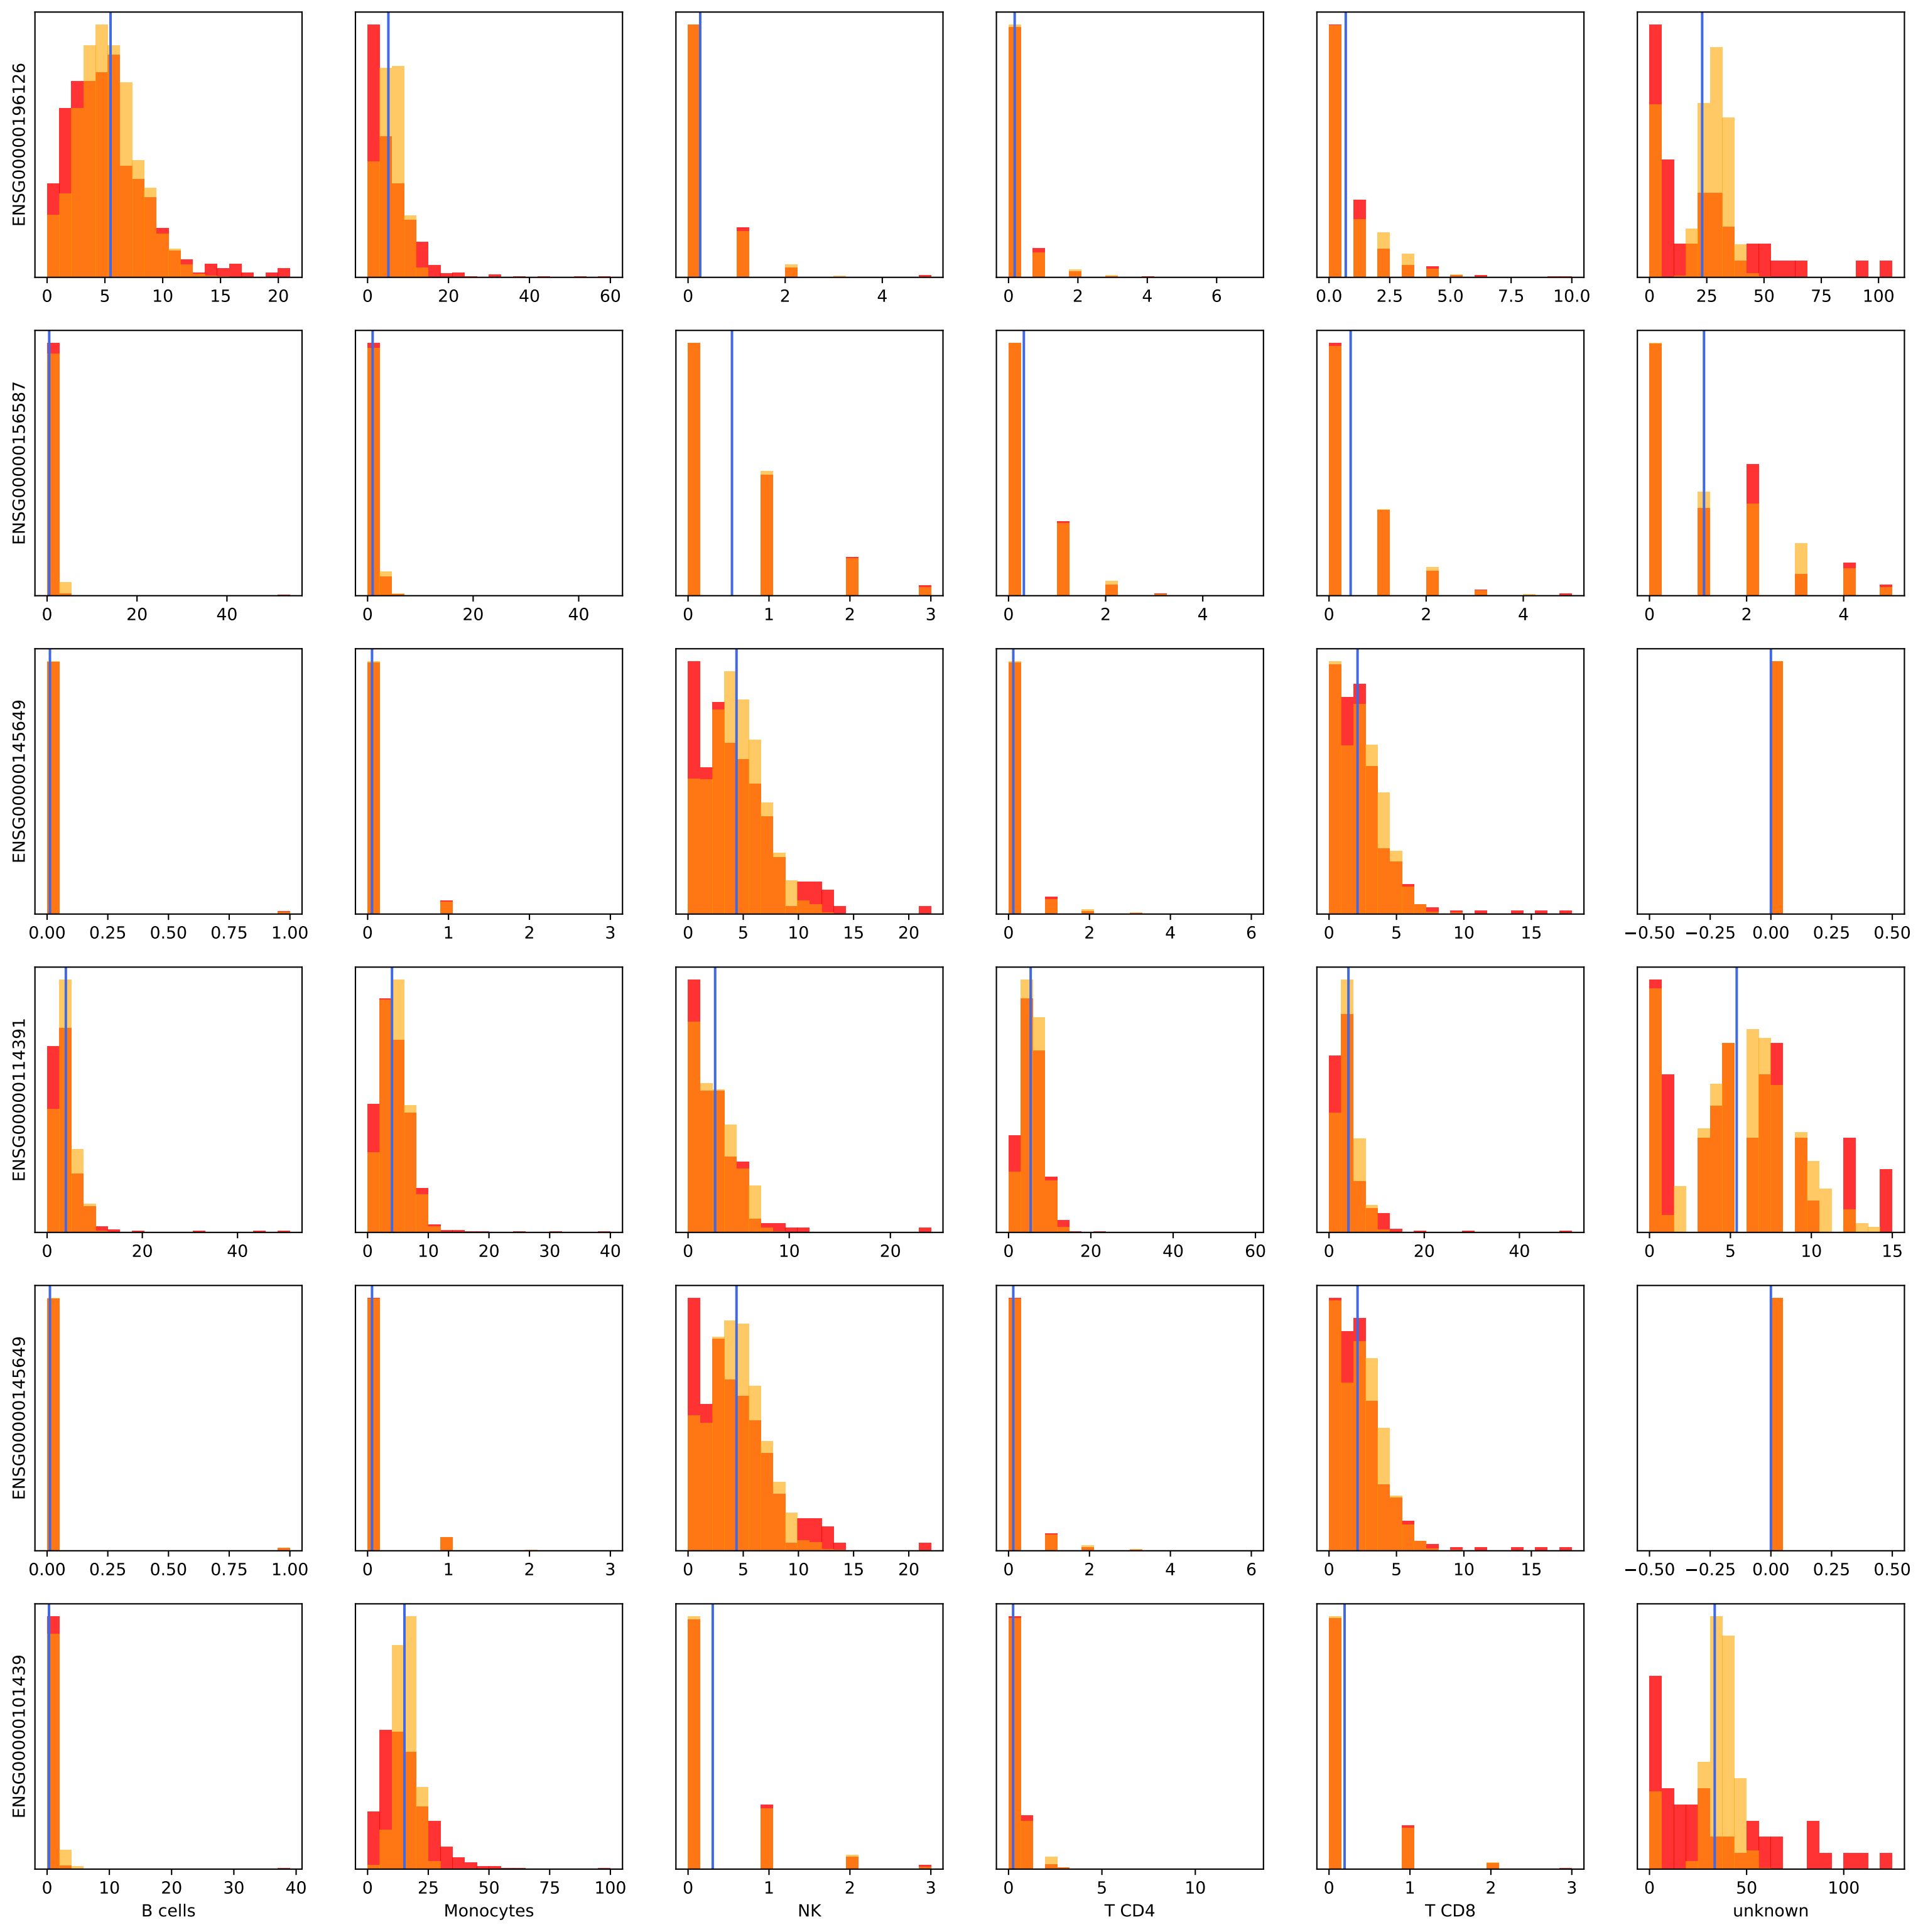 ENSG00000196126
0 5 10 15 20
0 20 40 60
0 2 4
0 2 4 6
0.0 2.5 5.0 7.5 10.0
0 25 50 75 100
ENSG00000156587
0 20 40
0 20 40
0 1 2 3
0 2 4
0 2 4
0 2 4
ENSG00000145649
0.00 0.25 0.50 0.75 1.00
0 1 2 3
0 5 10 15 20
0 2 4 6
0 5 10 15
−0.50 −0.25 0.00 0.25 0.50
ENSG00000114391
0 20 40
0 10 20 30 40
0 10 20
0 20 40 60
0 20 40
0 5 10 15
ENSG00000145649
0.00 0.25 0.50 0.75 1.00
0 1 2 3
0 5 10 15 20
0 2 4 6
0 5 10 15
−0.50 −0.25 0.00 0.25 0.50
ENSG00000101439
0 10 20 30 40
0 25 50 75 100
0 1 2 3
0 5 10
0 1 2 3
0 50 100
B cells
Monocytes
NK
T CD4
T CD8
unknown